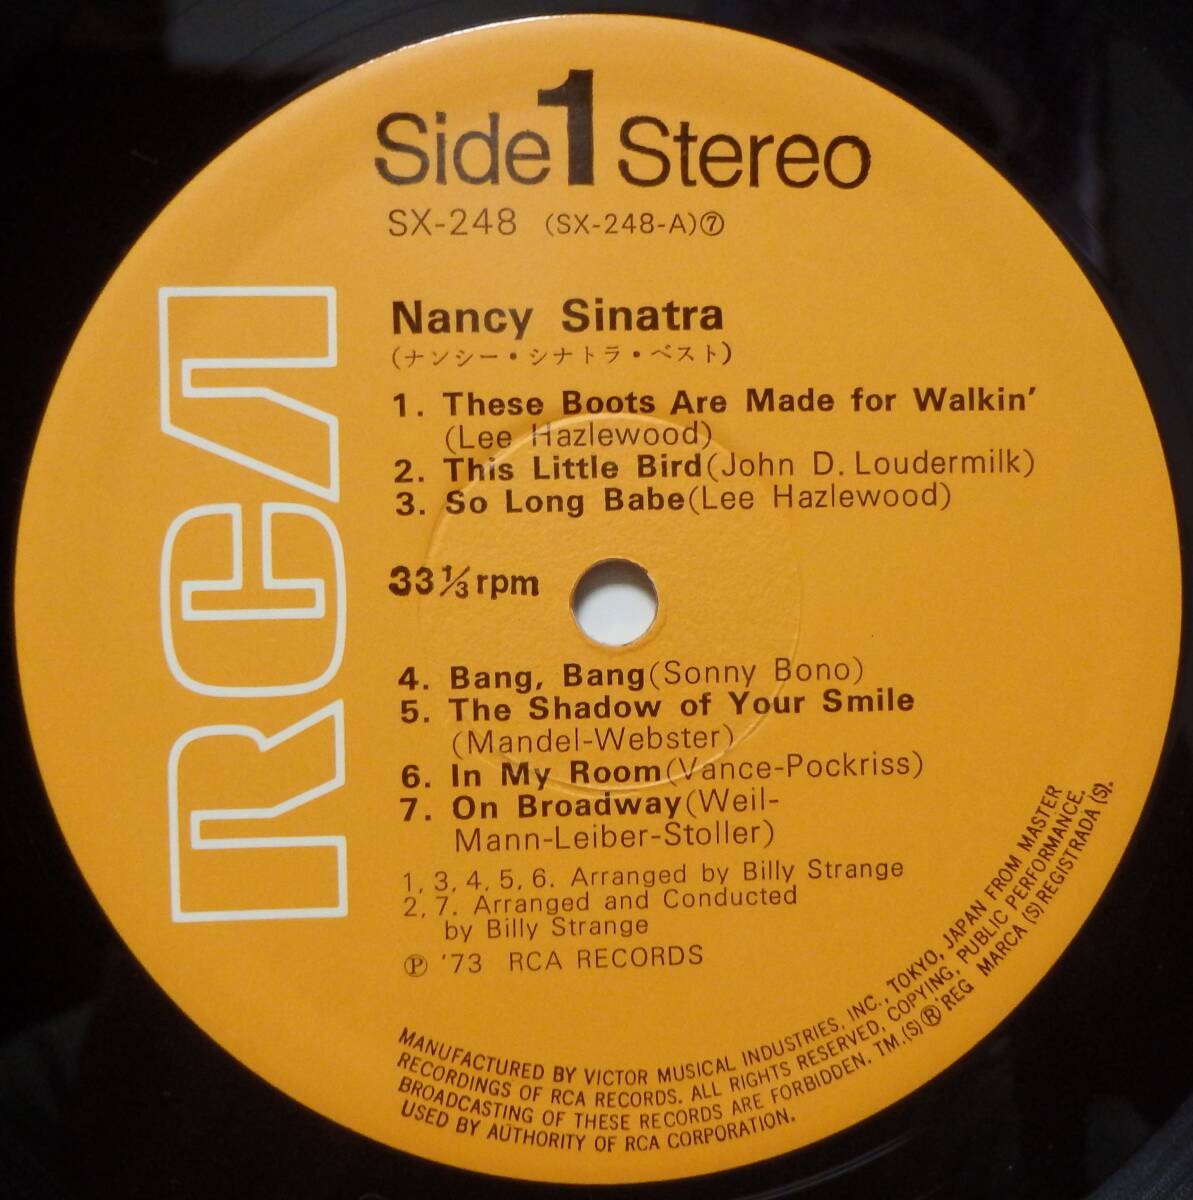 Side 1 Stereo
SX-248 (SX-248-A)⑦
RCA
Nancy Sinatra
(ナンシー・シナトラ・ベスト)
1. These Boots Are Made for Walkin'
(Lee Hazlewood)
2. This Little Bird(John D. Loudermilk)
3. So Long Babe(Lee Hazlewood)
33⅓rpm
4. Bang, Bang(Sonny Bono)
5. The Shadow of Your Smile
(Mandel-Webster)
6. In My Room(Vance-Pockriss)
7. On Broadway(Weil-
Mann-Leiber-Stoller)
1, 3, 4, 5, 6. Arranged by Billy Strange
2, 7. Arranged and Conducted
by Billy Strange
℗ '73 RCA RECORDS
MANUFACTURED BY VICTOR MUSICAL INDUSTRIES, INC., TOKYO, JAPAN FROM MASTER
RECORDINGS OF RCA RECORDS. ALL RIGHTS RESERVED, COPYING, PUBLIC PERFORMANCE,
BROADCASTING OF THESE RECORDS ARE FORBIDDEN. TM.(S)® REG MARCA (S) REGISTRADA (S).
USED BY AUTHORITY OF RCA CORPORATION.